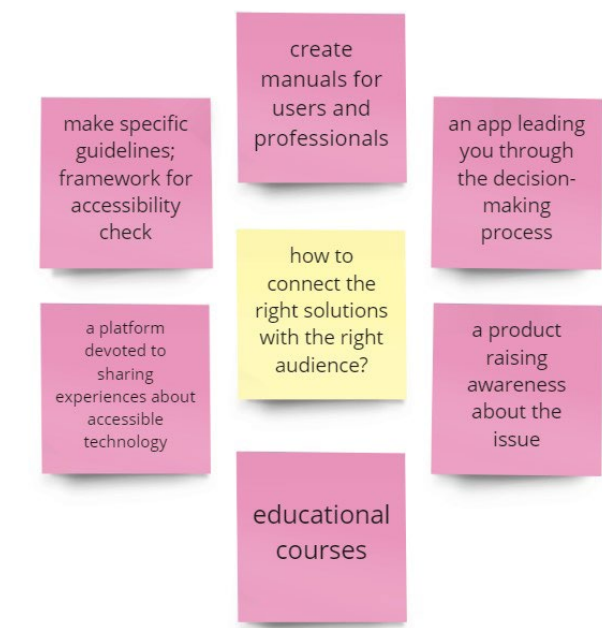 create
manuals for
users and
professionals
make specific
guidelines;
framework for
accessibility
check
an app leading
you through
the decision-
making
process
how to
connect the
right solutions
with the right
audience?
a platform
devoted to
sharing
experiences about
accessible
technology
a product
raising
awareness
about the
issue
educational
courses